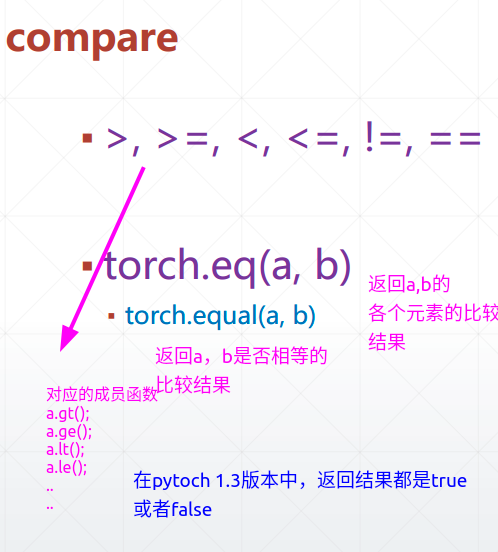 compare
▪ >, >=, <, <=, !=, ==
▪ torch.eq(a, b)
▪ torch.equal(a, b)
返回a,b的
各个元素的比较
结果
返回a，b是否相等的
比较结果
对应的成员函数
a.gt();
a.ge();
a.lt();
a.le();
..
..
在pytoch 1.3版本中，返回结果都是true
或者false